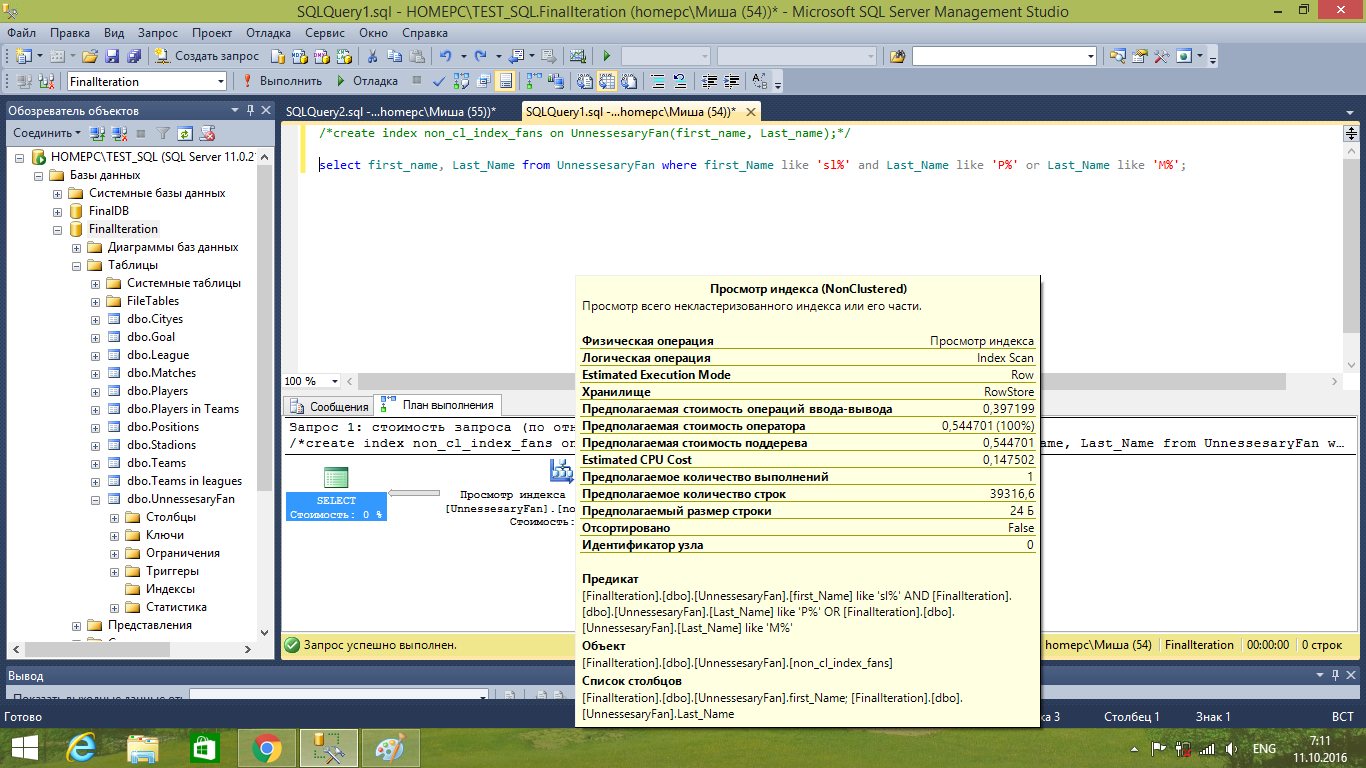 SQLQuery1.sql - HOMEPC\TEST_SQL.FinalIteration (homepc\Миша (54))* - Microsoft SQL Server Management Studio
Файл Правка Вид Запрос Проект Отладка Сервис Окно Справка
Создать запрос
FinalIteration Выполнить Отладка
Обозреватель объектов
SQLQuery2.sql -...homepc\Миша (55))* SQLQuery1.sql -...homepc\Миша (54))*
Соединить
HOMEPC\TEST_SQL (SQL Server 11.0.21
Базы данных
Системные базы данных
FinalDB
FinalIteration
Диаграммы баз данных
Таблицы
Системные таблицы
FileTables
dbo.Cityes
dbo.Goal
dbo.League
dbo.Matches
dbo.Players
dbo.Players in Teams
dbo.Positions
dbo.Stadions
dbo.Teams
dbo.Teams in leagues
dbo.UnnessesaryFan
Столбцы
Ключи
Ограничения
Триггеры
Индексы
Статистика
Представления
/*create index non_cl_index_fans on UnnessesaryFan(first_name, Last_name);*/
select first_name, Last_Name from UnnessesaryFan where first_Name like 'sl%' and Last_Name like 'P%' or Last_Name like 'M%';
100 %
Сообщения План выполнения
Запрос 1: стоимость запроса (по отн
/*create index non_cl_index_fans on me, Last_Name from UnnessesaryFan w…
SELECT
Стоимость: 0 %
Просмотр индекса
[UnnessesaryFan].[no
Стоимость:
Просмотр индекса (NonClustered)
Просмотр всего некластеризованного индекса или его части.
Физическая операция Просмотр индекса
Логическая операция Index Scan
Estimated Execution Mode Row
Хранилище RowStore
Предполагаемая стоимость операций ввода-вывода 0,397199
Предполагаемая стоимость оператора 0,544701 (100%)
Предполагаемая стоимость поддерева 0,544701
Estimated CPU Cost 0,147502
Предполагаемое количество выполнений 1
Предполагаемое количество строк 39316,6
Предполагаемый размер строки 24 Б
Отсортировано False
Идентификатор узла 0
Предикат
[FinalIteration].[dbo].[UnnessesaryFan].[first_Name] like 'sl%' AND [FinalIteration].
[dbo].[UnnessesaryFan].[Last_Name] like 'P%' OR [FinalIteration].[dbo].
[UnnessesaryFan].[Last_Name] like 'M%'
Объект
[FinalIteration].[dbo].[UnnessesaryFan].[non_cl_index_fans]
Список столбцов
[FinalIteration].[dbo].[UnnessesaryFan].first_Name; [FinalIteration].[dbo].
[UnnessesaryFan].Last_Name
Запрос успешно выполнен. homepc\Миша (54) FinalIteration 00:00:00 0 строк
Вывод
Показать выходные данные от:
Готово ка 3 Столбец 1 Знак 1 ВСТ
ENG
7:11
11.10.2016